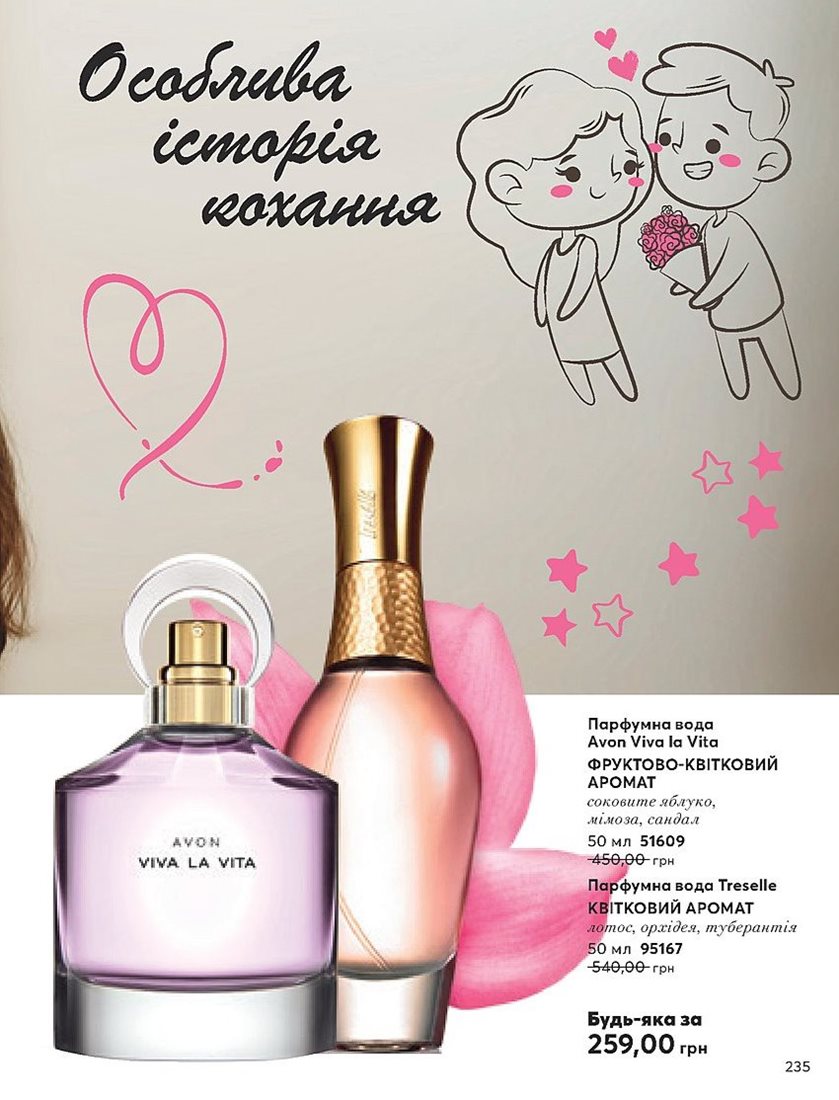 Особлива
історія
кохання
treselle
AVON
VIVA LA VITA
Парфумна вода
Avon Viva la Vita
ФРУКТОВО-КВІТКОВИЙ
АРОМАТ
соковите яблуко,
мімоза, сандал
50 мл 51609
450,00 грн
Парфумна вода Treselle
КВІТКОВИЙ АРОМАТ
лотос, орхідея, туберантія
50 мл 95167
540,00 грн
Будь-яка за
259,00 грн
235